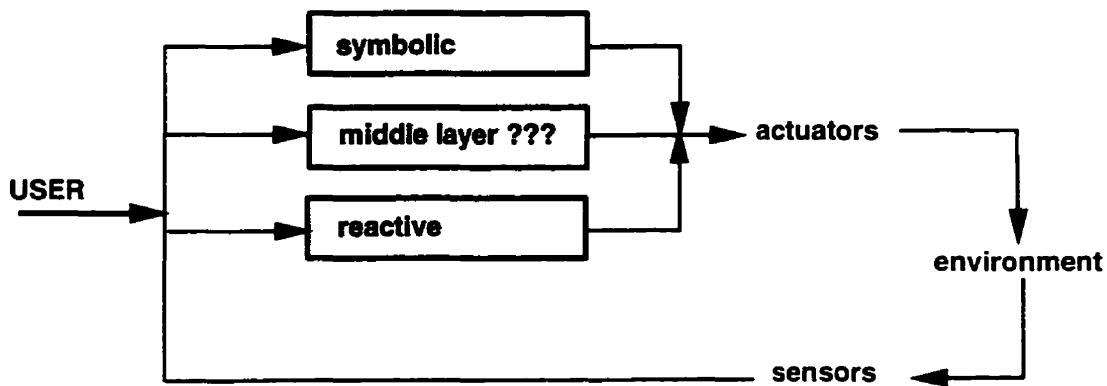 symbolic
middle layer ???
actuators
USER
reactive
environment
sensors